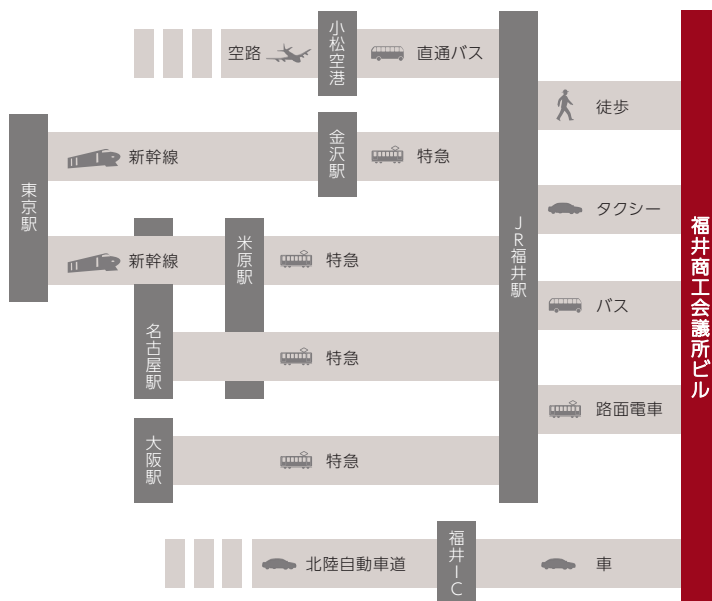 空路
小松空港
直通バス
徒歩
東京駅
新幹線
金沢駅
特急
タクシー
新幹線
米原駅
特急
JR福井駅
福井商工会議所ビル
バス
名古屋駅
特急
路面電車
大阪駅
特急
北陸自動車道
福井IC
車